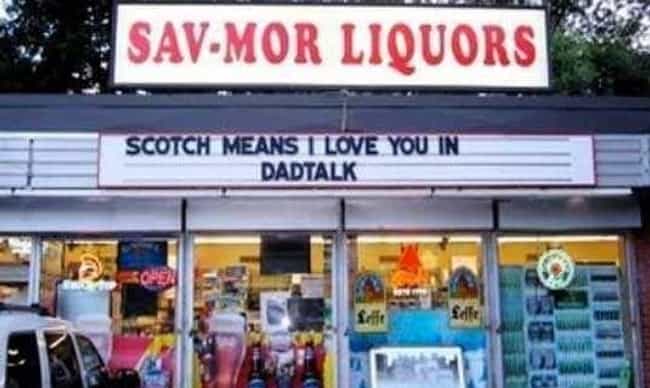 SAV-MOR LIQUORS
SCOTCH MEANS I LOVE YOU IN
DADTALK
OPEN
Leffe
Leffe